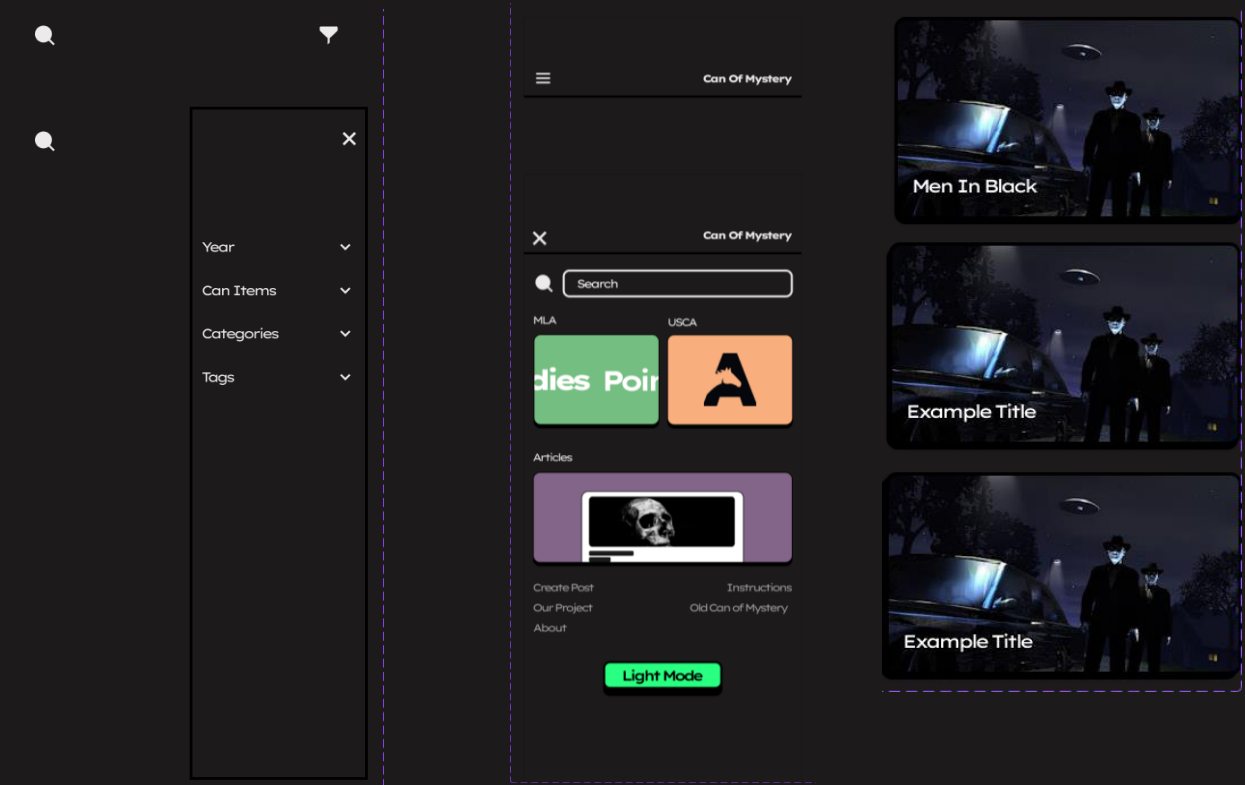 Year
Can Items
Categories
Tags
Can Of Mystery
Can Of Mystery
Search
MLA
USCA
dies Poin
A
Articles
Create Post
Instructions
Our Project
Old Can of Mystery
About
Light Mode
Men In Black
Example Title
Example Title